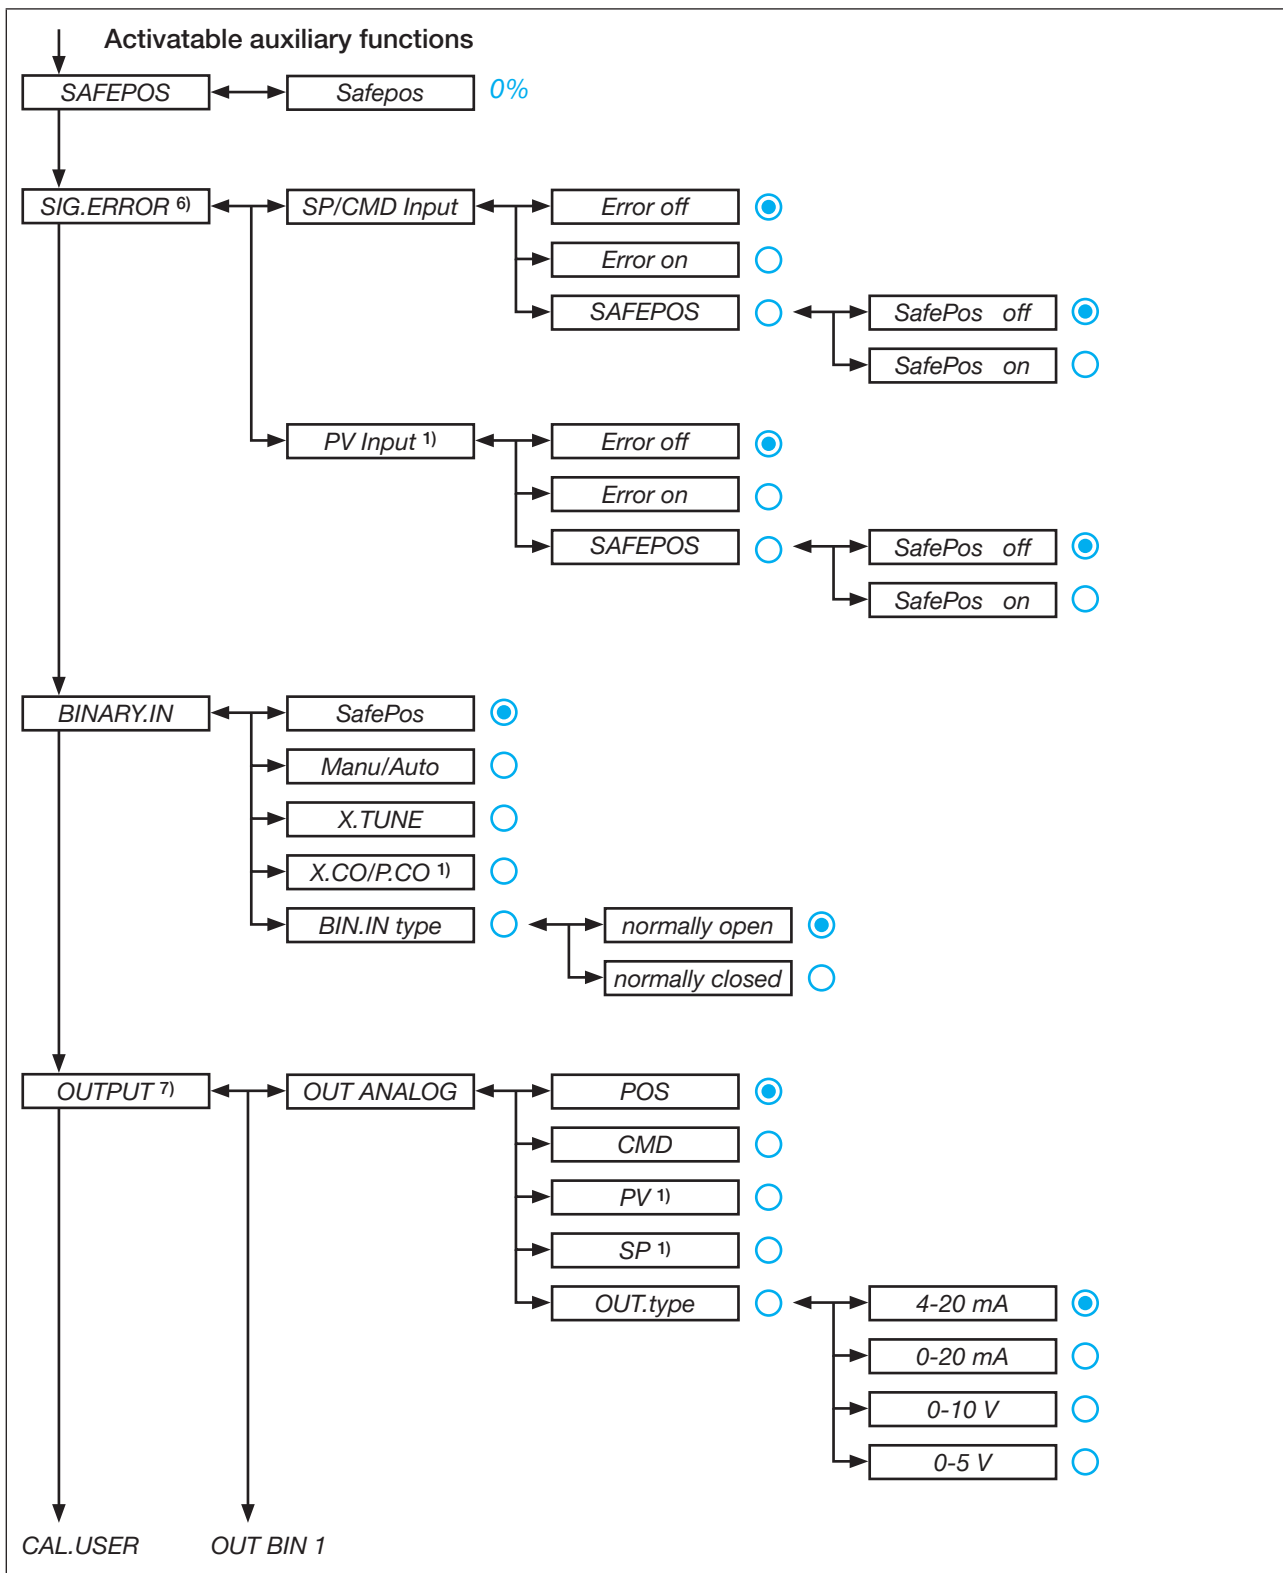 Activatable auxiliary functions
SAFEPOS Safepos 0%
SIG.ERROR 6) SP/CMD Input Error off
Error on
SAFEPOS SafePos off
SafePos on
PV Input 1) Error off
Error on
SAFEPOS SafePos off
SafePos on
BINARY.IN SafePos
Manu/Auto
X.TUNE
X.CO/P.CO 1)
BIN.IN type normally open
normally closed
OUTPUT 7) OUT ANALOG POS
CMD
PV 1)
SP 1)
OUT.type 4-20 mA
0-20 mA
0-10 V
0-5 V
CAL.USER OUT BIN 1